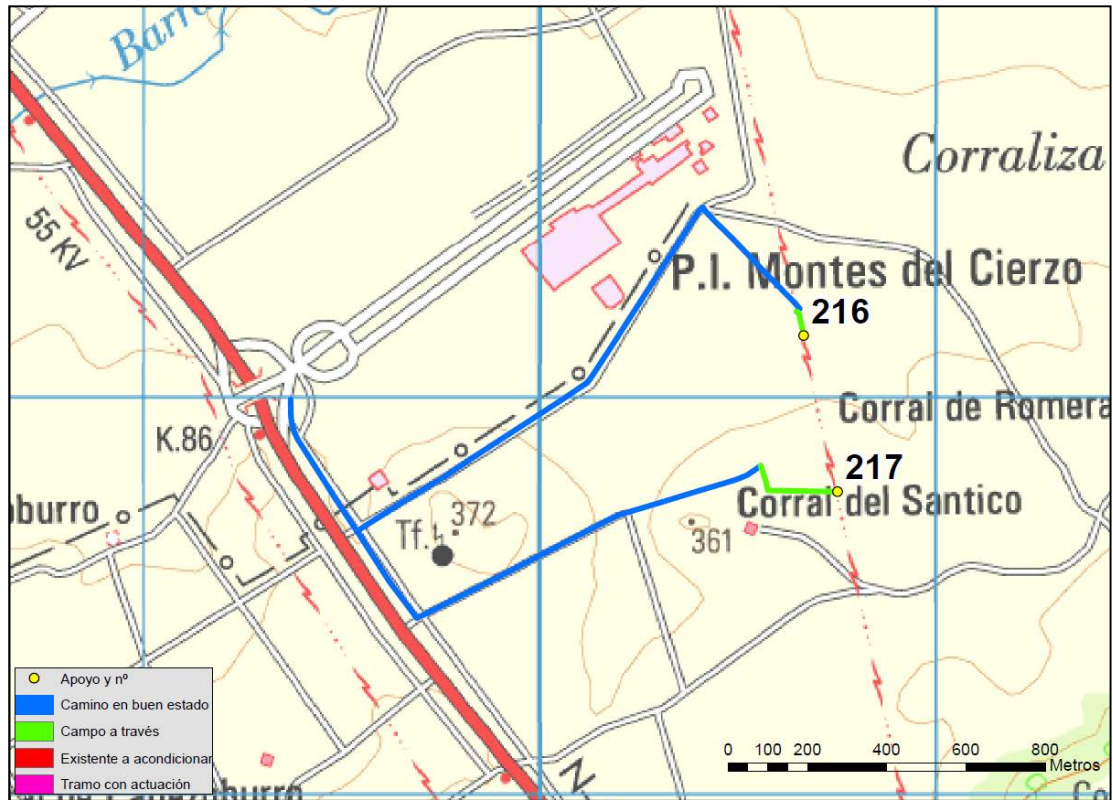 Barra
Corraliza
55 KV
P.I. Montes del Cierzo
216
Corral de Romera
K.86
217
Corral del Santico
oburro
372
Tf.
361
N
Apoyo y nº
Camino en buen estado
Campo a través
Existente a acondicionar
Tramo con actuación
0 100 200 400 600 800
Metros